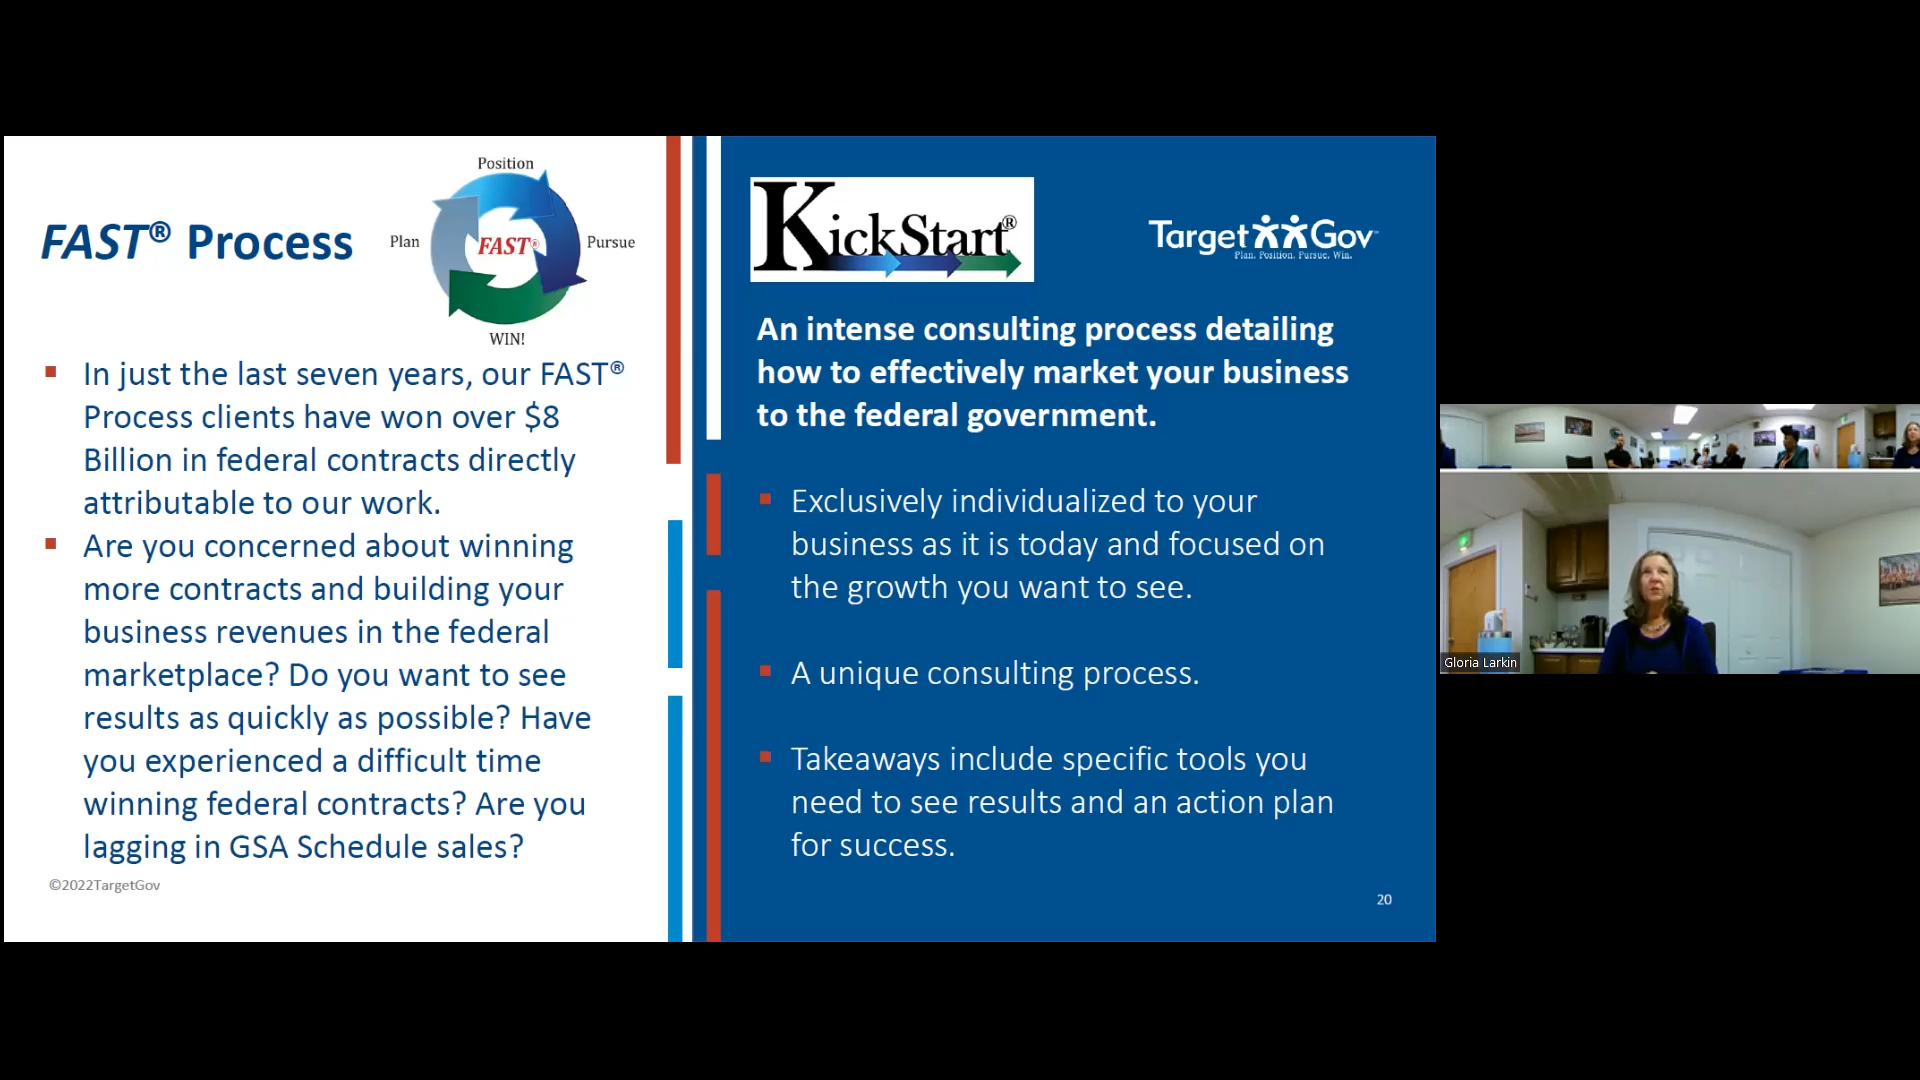 FAST® Process
Position
Plan
FAST®
Pursue
WIN!
In just the last seven years, our FAST®
Process clients have won over $8
Billion in federal contracts directly
attributable to our work.
Are you concerned about winning
more contracts and building your
business revenues in the federal
marketplace? Do you want to see
results as quickly as possible? Have
you experienced a difficult time
winning federal contracts? Are you
lagging in GSA Schedule sales?
©2022TargetGov
KickStart®
TargetGov™
Plan. Position. Pursue. Win.
An intense consulting process detailing
how to effectively market your business
to the federal government.
Exclusively individualized to your
business as it is today and focused on
the growth you want to see.
A unique consulting process.
Takeaways include specific tools you
need to see results and an action plan
for success.
20
Gloria Larkin